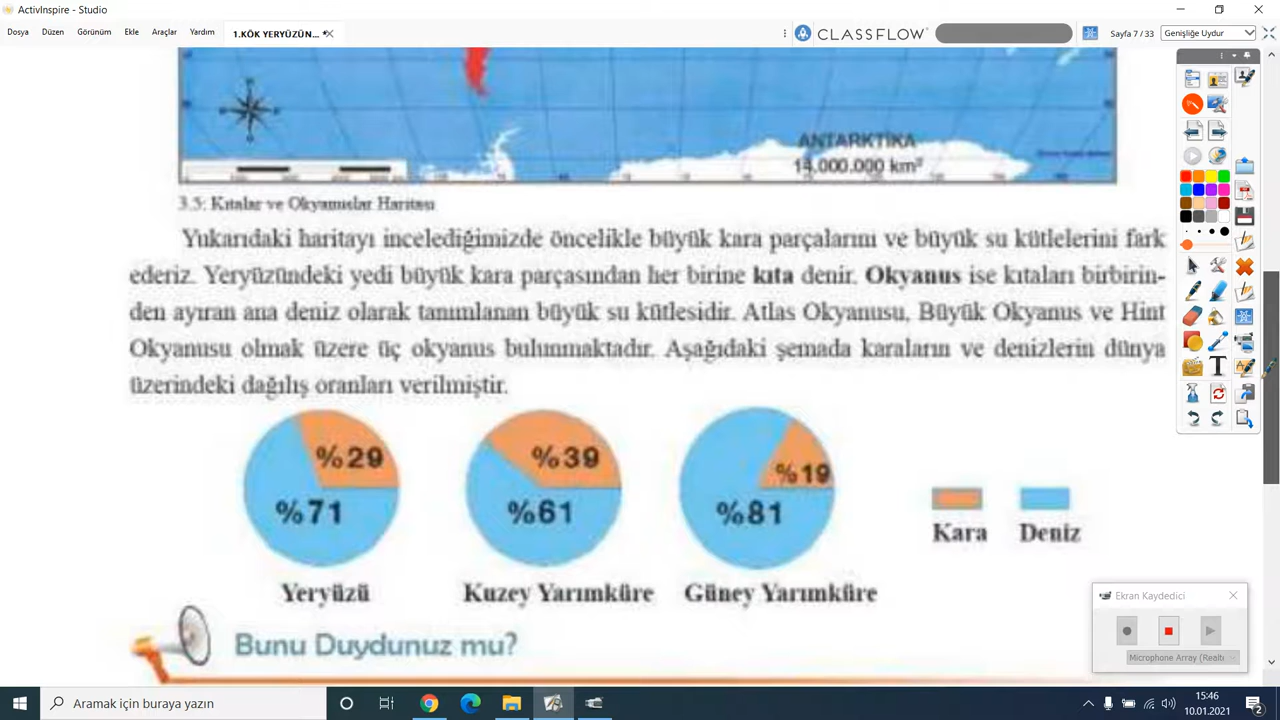 ActivInspire - Studio
Dosya Düzen Görünüm Ekle Araçlar Yardım
1.KÖK YERYÜZÜN...
CLASSFLOW
Sayfa 7 / 33
Genişliğe Uydur
ANTARKTİKA
14.000.000 km²
3.5: Kıtalar ve Okyanuslar Haritası
Yukarıdaki haritayı incelediğimizde öncelikle büyük kara parçalarını ve büyük su kütlelerini fark
ederiz. Yeryüzündeki yedi büyük kara parçasından her birine kıta denir. Okyanus ise kıtaları birbirin-
den ayıran ana deniz olarak tanımlanan büyük su kütlesidir. Atlas Okyanusu, Büyük Okyanus ve Hint
Okyanusu olmak üzere üç okyanus bulunmaktadır. Aşağıdaki şemada karaların ve denizlerin dünya
üzerindeki dağılış oranları verilmiştir.
%29 %39 %19
%71 %61 %81
Kara Deniz
Yeryüzü Kuzey Yarımküre Güney Yarımküre
Bunu Duydunuz mu?
Ekran Kaydedici
Microphone Array (Realt
Aramak için buraya yazın
15:46
10.01.2021
2